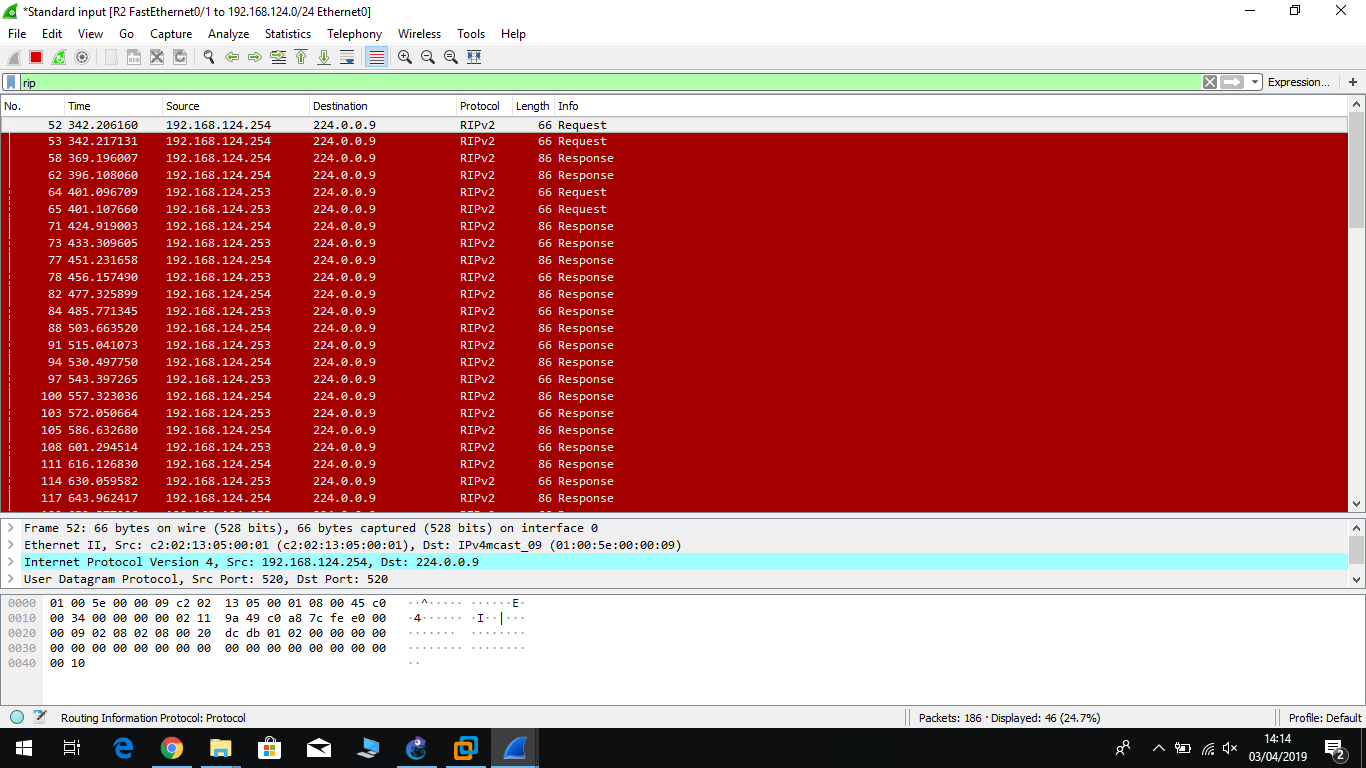 *Standard input [R2 FastEthernet0/1 to 192.168.124.0/24 Ethernet0]
File Edit View Go Capture Analyze Statistics Telephony Wireless Tools Help
rip Expression... +
No. Time Source Destination Protocol Length Info
52 342.206160 192.168.124.254 224.0.0.9 RIPv2 66 Request
53 342.217131 192.168.124.254 224.0.0.9 RIPv2 66 Request
58 369.196007 192.168.124.254 224.0.0.9 RIPv2 86 Response
62 396.108060 192.168.124.254 224.0.0.9 RIPv2 86 Response
64 401.096709 192.168.124.253 224.0.0.9 RIPv2 66 Request
65 401.107660 192.168.124.253 224.0.0.9 RIPv2 66 Request
71 424.919003 192.168.124.254 224.0.0.9 RIPv2 86 Response
73 433.309605 192.168.124.253 224.0.0.9 RIPv2 66 Response
77 451.231658 192.168.124.254 224.0.0.9 RIPv2 86 Response
78 456.157490 192.168.124.253 224.0.0.9 RIPv2 66 Response
82 477.325899 192.168.124.254 224.0.0.9 RIPv2 86 Response
84 485.771345 192.168.124.253 224.0.0.9 RIPv2 66 Response
88 503.663520 192.168.124.254 224.0.0.9 RIPv2 86 Response
91 515.041073 192.168.124.253 224.0.0.9 RIPv2 66 Response
94 530.497750 192.168.124.254 224.0.0.9 RIPv2 86 Response
97 543.397265 192.168.124.253 224.0.0.9 RIPv2 66 Response
100 557.323036 192.168.124.254 224.0.0.9 RIPv2 86 Response
103 572.050664 192.168.124.253 224.0.0.9 RIPv2 66 Response
105 586.632680 192.168.124.254 224.0.0.9 RIPv2 86 Response
108 601.294514 192.168.124.253 224.0.0.9 RIPv2 66 Response
111 616.126830 192.168.124.254 224.0.0.9 RIPv2 86 Response
114 630.059582 192.168.124.253 224.0.0.9 RIPv2 66 Response
117 643.962417 192.168.124.254 224.0.0.9 RIPv2 86 Response
Frame 52: 66 bytes on wire (528 bits), 66 bytes captured (528 bits) on interface 0
Ethernet II, Src: c2:02:13:05:00:01 (c2:02:13:05:00:01), Dst: IPv4mcast_09 (01:00:5e:00:00:09)
Internet Protocol Version 4, Src: 192.168.124.254, Dst: 224.0.0.9
User Datagram Protocol, Src Port: 520, Dst Port: 520
0000 01 00 5e 00 00 09 c2 02 13 05 00 01 08 00 45 c0 ··^····· ······E·
0010 00 34 00 00 00 00 02 11 9a 49 c0 a8 7c fe e0 00 ·4······ ·I··|···
0020 00 09 02 08 02 08 00 20 dc db 01 02 00 00 00 00 ········ ········
0030 00 00 00 00 00 00 00 00 00 00 00 00 00 00 00 00 ········ ········
0040 00 10 ··
Routing Information Protocol: Protocol Packets: 186 · Displayed: 46 (24.7%) Profile: Default
14:14
03/04/2019
2